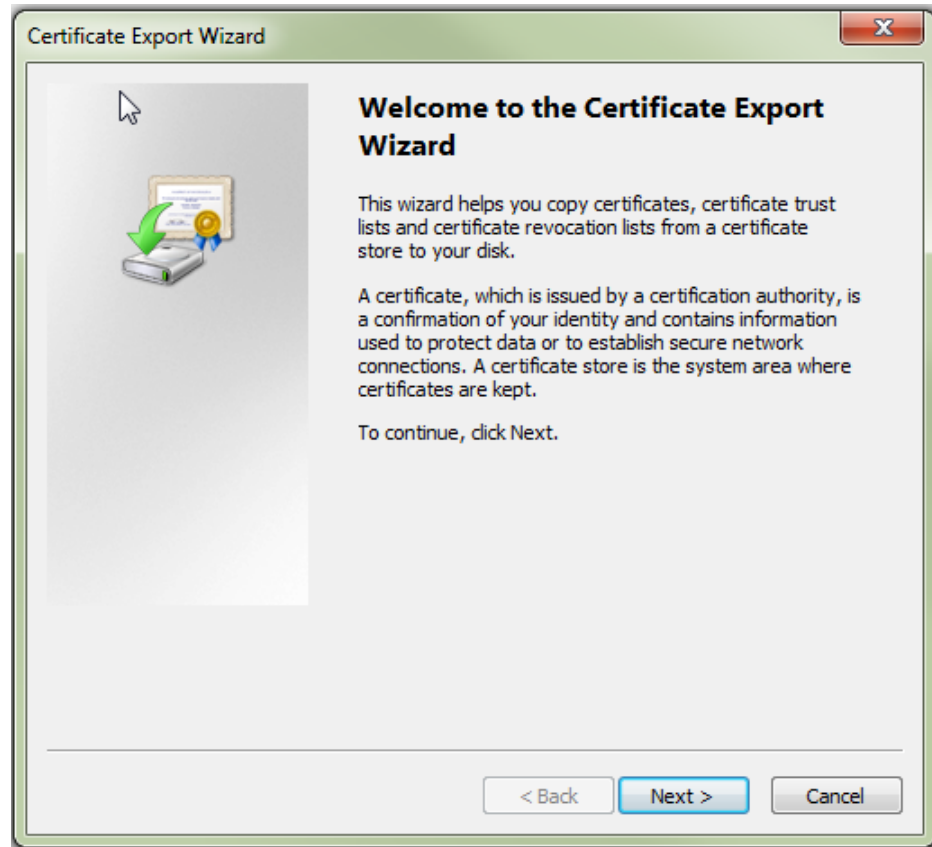 Certificate Export Wizard
Welcome to the Certificate Export
Wizard
This wizard helps you copy certificates, certificate trust
lists and certificate revocation lists from a certificate
store to your disk.
A certificate, which is issued by a certification authority, is
a confirmation of your identity and contains information
used to protect data or to establish secure network
connections. A certificate store is the system area where
certificates are kept.
To continue, click Next.
< Back
Next >
Cancel